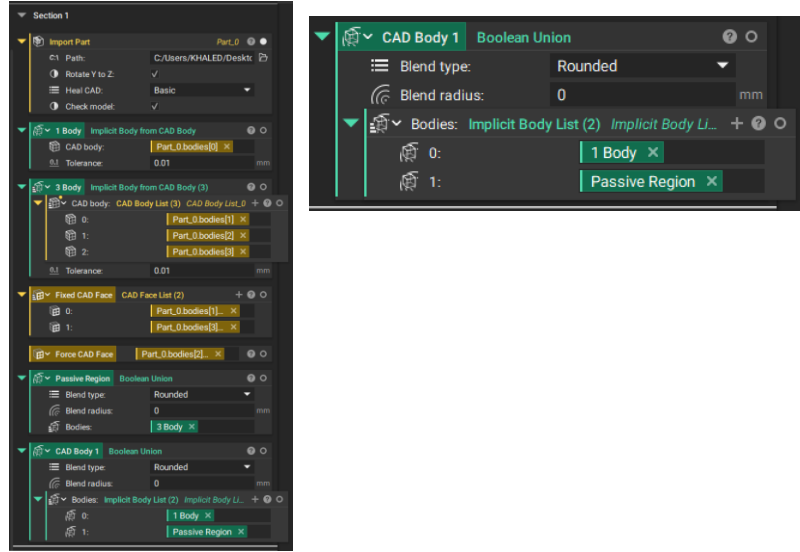 Section 1
Import Part Part_0
Path: C:/Users/KHALED/Deskto
Rotate Y to Z:
Heal CAD: Basic
Check model:
1 Body Implicit Body from CAD Body
CAD body: Part_0.bodies[0] ×
0.1 Tolerance: 0.01 mm
3 Body Implicit Body from CAD Body (3)
CAD body: CAD Body List (3) CAD Body List_0 + ?
0: Part_0.bodies[1] ×
1: Part_0.bodies[2] ×
2: Part_0.bodies[3] ×
0.1 Tolerance: 0.01 mm
Fixed CAD Face CAD Face List (2) + ?
0: Part_0.bodies[1]... ×
1: Part_0.bodies[3]... ×
Force CAD Face Part_0.bodies[2]... × ?
Passive Region Boolean Union ?
Blend type: Rounded
Blend radius: 0 mm
Bodies: 3 Body ×
CAD Body 1 Boolean Union ?
Blend type: Rounded
Blend radius: 0 mm
Bodies: Implicit Body List (2) Implicit Body Li... + ?
0: 1 Body ×
1: Passive Region ×
CAD Body 1 Boolean Union ?
Blend type: Rounded
Blend radius: 0 mm
Bodies: Implicit Body List (2) Implicit Body Li... + ?
0: 1 Body ×
1: Passive Region ×